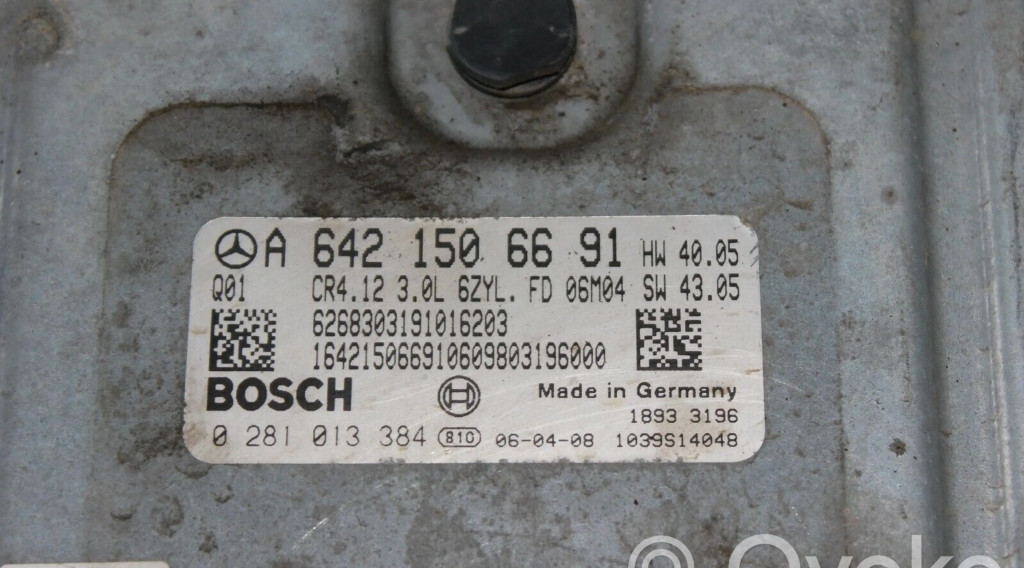 A 642 150 66 91 HW 40.05
Q01 CR4.12 3.0L 6ZYL. FD 06M04 SW 43.05
6268303191016203
164215066910609803196000
BOSCH Made in Germany
1893 3196
0 281 013 384 810 06-04-08 1039S14048